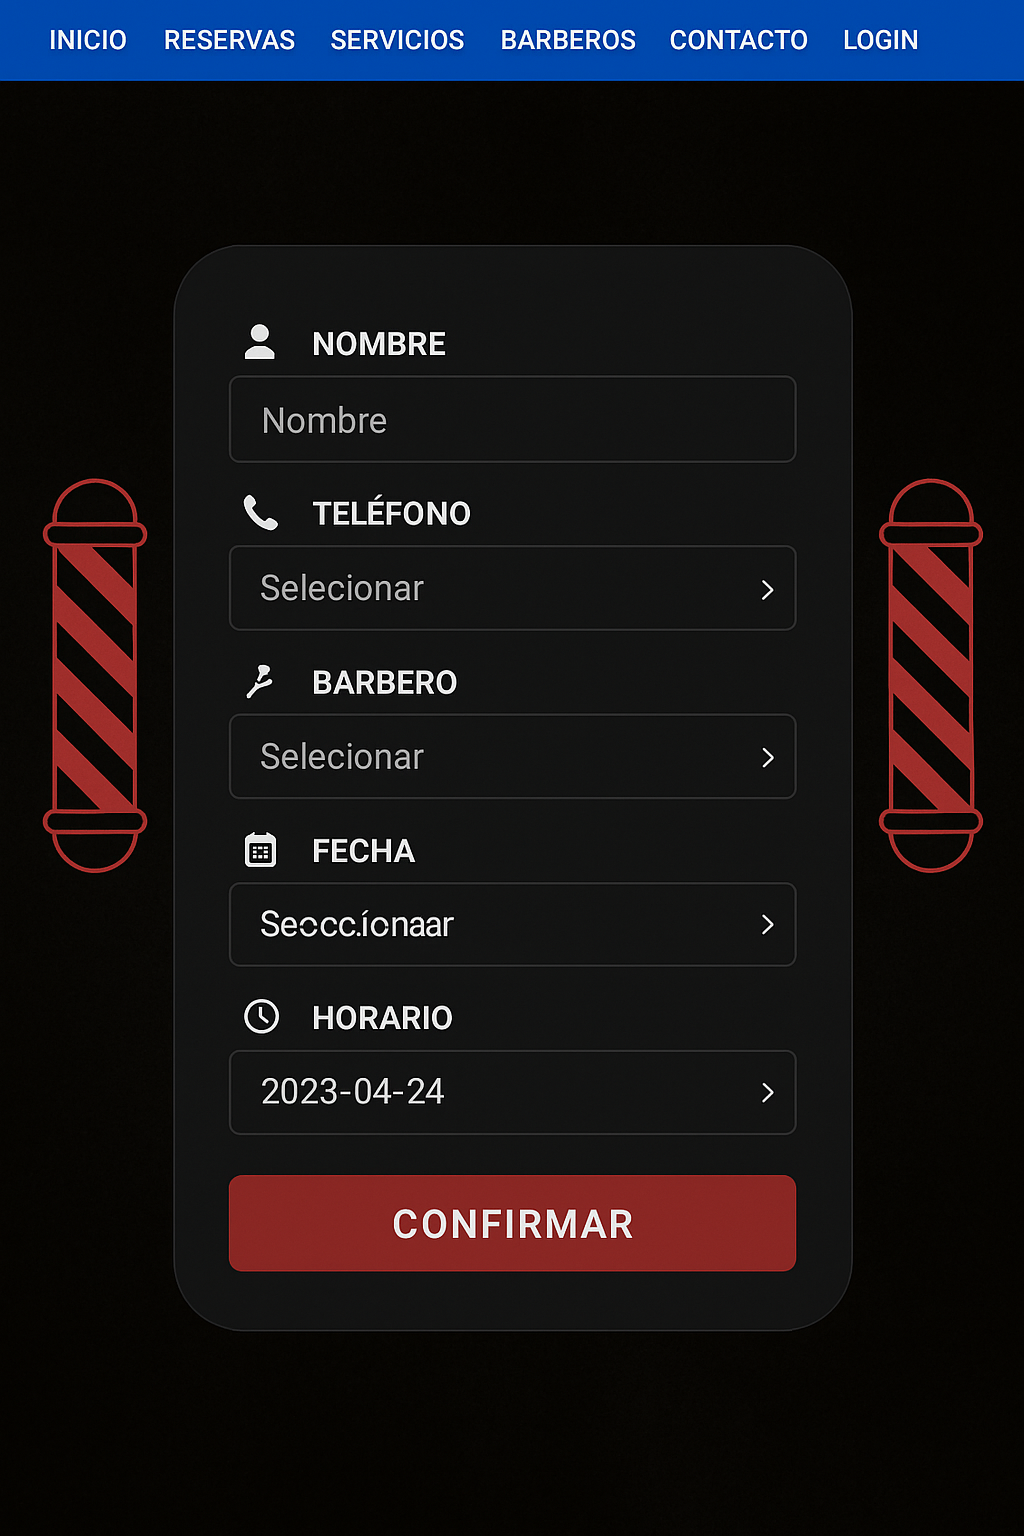 INICIO RESERVAS SERVICIOS BARBEROS CONTACTO LOGIN
NOMBRE
Nombre
TELÉFONO
Selecionar
BARBERO
Selecionar
FECHA
HORARIO
2023-04-24
CONFIRMAR